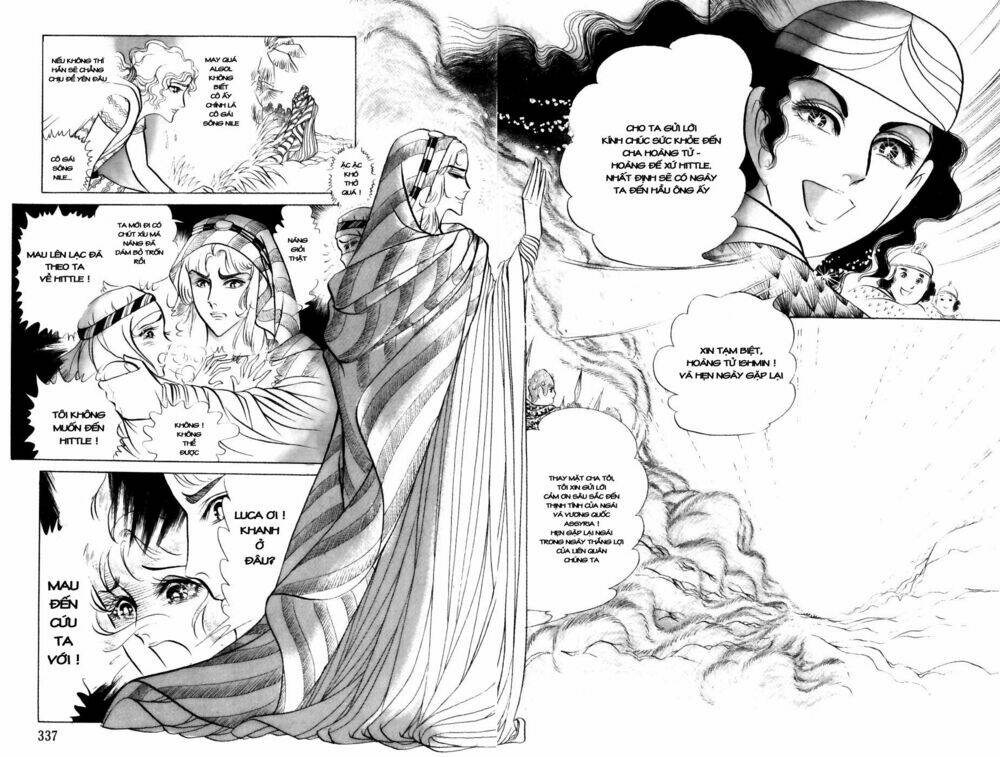 CHO TA GỬI LỜI
KÍNH CHÚC SỨC KHỎE ĐẾN
CHA HOÀNG TỬ -
HOÀNG ĐẾ XỨ HITTLE.
NHẤT ĐỊNH SẼ CÓ NGÀY
TA ĐẾN HẦU ÔNG ẤY
XIN TẠM BIỆT,
HOÀNG TỬ ISHMIN !
VÀ HẸN NGÀY GẶP LẠI
THAY MẶT CHA TÔI,
TÔI XIN GỬI LỜI
CẢM ƠN SÂU SẮC ĐẾN
THỊNH TÌNH CỦA NGÀI
VÀ VƯƠNG QUỐC
ASSYRIA !
HẸN GẶP LẠI NGÀI
TRONG NGÀY THẮNG LỢI
CỦA LIÊN QUÂN
CHÚNG TA
MAY QUÁ
ALGOL
KHÔNG
BIẾT
CÔ ẤY
CHÍNH LÀ
CÔ GÁI
SÔNG NILE
NẾU KHÔNG THÌ
HẮN SẼ CHẲNG
CHỊU ĐỂ YÊN ĐÂU
CÔ GÁI
SÔNG
NILE...
ẶC ẶC
KHÓ
THỞ
QUÁ !
NÀNG
GIỎI
THẬT
TA MỚI ĐI CÓ
CHÚT XÍU MÀ
NÀNG ĐÃ
DÁM BỎ TRỐN
RỒI
MAU LÊN LẠC ĐÀ
THEO TA
VỀ HITTLE !
TÔI KHÔNG
MUỐN ĐẾN
HITTLE !
KHÔNG !
KHÔNG
THỂ
ĐƯỢC
LUCA ƠI !
KHANH
Ở
ĐÂU?
MAU
ĐẾN
CỨU
TA
VỚI !
337